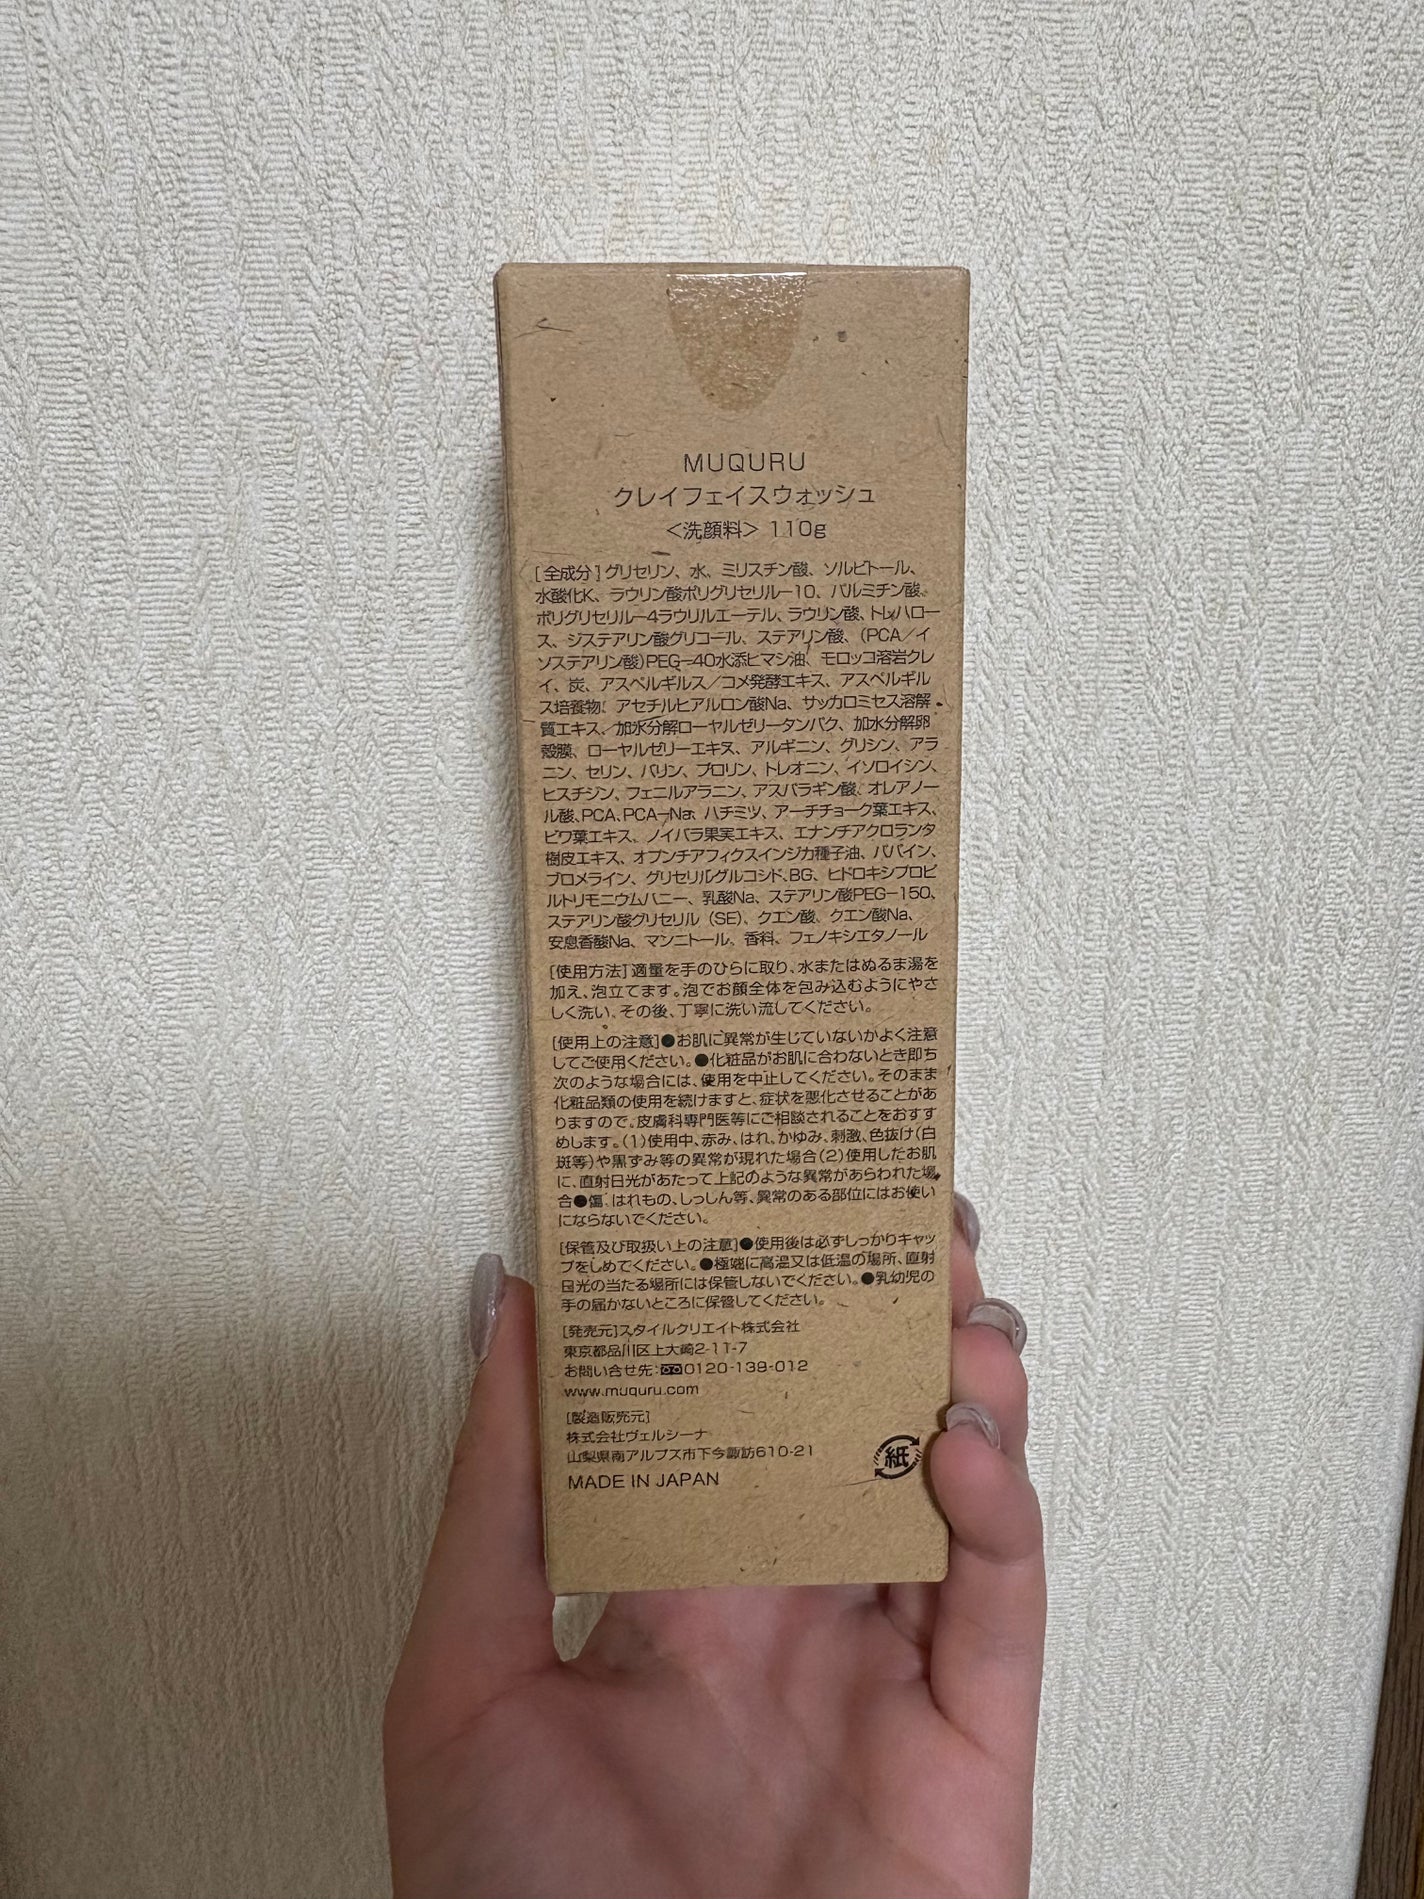 MUQURU
クレイフェイスウォッシュ
＜洗顔料＞ 110g
[全成分]グリセリン、水、ミリスチン酸、ソルビトール、
水酸化K、ラウリン酸ポリグリセリル－10、パルミチン酸、
ポリグリセリル－4ラウリルエーテル、ラウリン酸、トレハロー
ス、ジステアリン酸グリコール、ステアリン酸、（PCA／イ
ソステアリン酸）PEG－40水添ヒマシ油、モロッコ溶岩クレ
イ、炭、アスペルギルス／コメ発酵エキス、アスペルギル
ス培養物、アセチルヒアルロン酸Na、サッカロミセス溶解
質エキス、加水分解ローヤルゼリータンパク、加水分解卵
殻膜、ローヤルゼリーエキス、アルギニン、グリシン、アラ
ニン、セリン、バリン、プロリン、トレオニン、イソロイシン、
ヒスチジン、フェニルアラニン、アスパラギン酸、オレアノー
ル酸、PCA、PCA－Na、ハチミツ、アーチチョーク葉エキス、
ビワ葉エキス、ノイバラ果実エキス、エナンチアクロランタ
樹皮エキス、オプンチアフィクスインジカ種子油、パパイン、
ブロメライン、グリセリルグルコシド、BG、ヒドロキシプロピ
ルトリモニウムハニー、乳酸Na、ステアリン酸PEG－150、
ステアリン酸グリセリル（SE）、クエン酸、クエン酸Na、
安息香酸Na、マンニトール、香料、フェノキシエタノール
[使用方法]適量を手のひらに取り、水またはぬるま湯を
加え、泡立てます。泡でお顔全体を包み込むようにやさ
しく洗い、その後、丁寧に洗い流してください。
[使用上の注意]●お肌に異常が生じていないかよく注意
してご使用ください。●化粧品がお肌に合わないとき即ち
次のような場合には、使用を中止してください。そのまま
化粧品類の使用を続けますと、症状を悪化させることがあ
りますので、皮膚科専門医等にご相談されることをおすす
めします。（1）使用中、赤み、はれ、かゆみ、刺激、色抜け（白
斑等）や黒ずみ等の異常が現れた場合（2）使用したお肌
に、直射日光があたって上記のような異常があらわれた場
合●傷、はれもの、しっしん等、異常のある部位にはお使い
にならないでください。
[保管及び取扱い上の注意]●使用後は必ずしっかりキャッ
プをしめてください。●極端に高温又は低温の場所、直射
日光の当たる場所には保管しないでください。●乳幼児の
手の届かないところに保管してください。
[発売元]スタイルクリエイト株式会社
東京都品川区上大崎2-11-7
お問い合せ先：0120-139-012
www.muquru.com
[製造販売元]
株式会社ヴェルシーナ
山梨県南アルプス市下今諏訪610-21
MADE IN JAPAN
紙